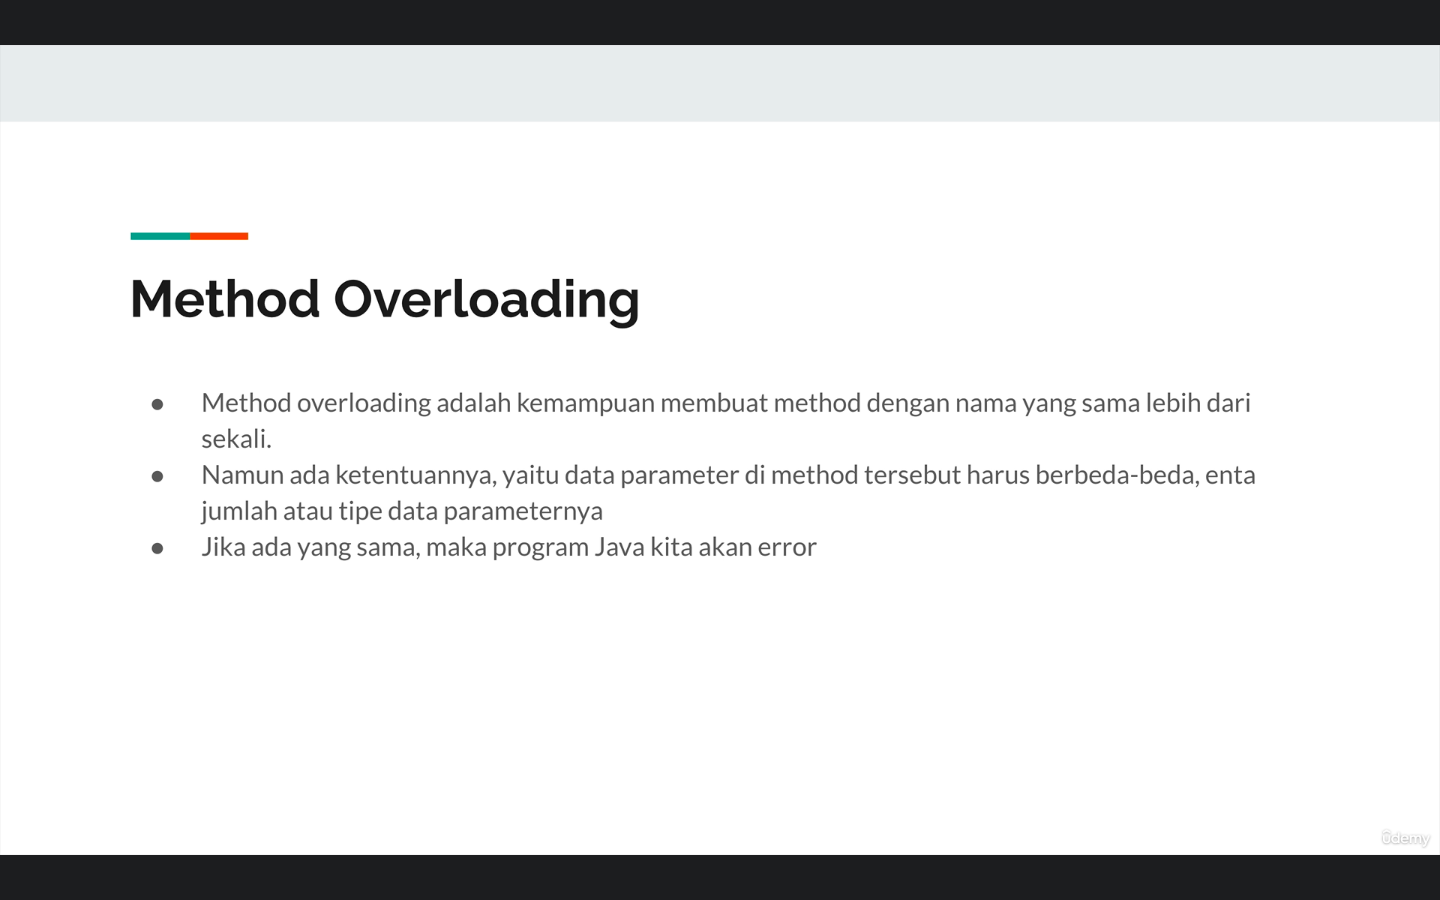 Method Overloading
● Method overloading adalah kemampuan membuat method dengan nama yang sama lebih dari
sekali.
● Namun ada ketentuannya, yaitu data parameter di method tersebut harus berbeda-beda, enta
jumlah atau tipe data parameternya
● Jika ada yang sama, maka program Java kita akan error
ûdemy